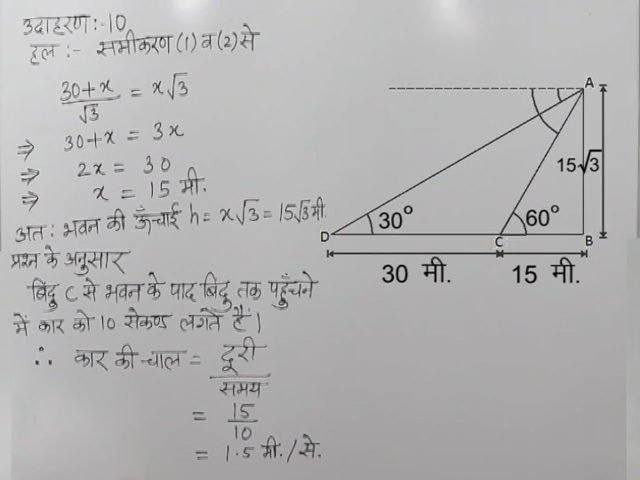 उदाहरण:-10
हल :- समीकरण (1) व (2) से
30+x / √3 = x√3
⇒ 30+x = 3x
⇒ 2x = 30
⇒ x = 15 मी.
अतः भवन की ऊँचाई h = x√3 = 15√3 मी.
प्रश्न के अनुसार
बिंदु C से भवन के पाद बिंदु तक पहुँचने
में कार को 10 सेकण्ड लगते हैं।
∴ कार की चाल = दूरी / समय
= 15 / 10
= 1.5 मी./से.
A
15√3
30° 60°
D C B
30 मी. 15 मी.